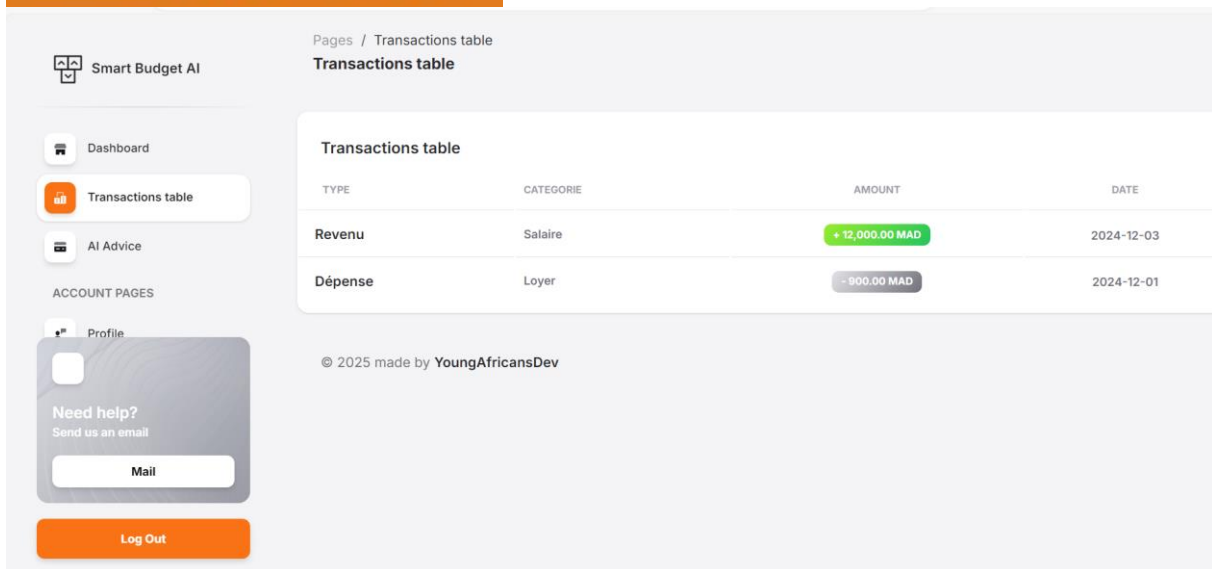 Smart Budget AI
Dashboard
Transactions table
AI Advice
ACCOUNT PAGES
Profile
Need help?
Send us an email
Mail
Log Out
Pages / Transactions table
Transactions table
Transactions table
TYPE CATEGORIE AMOUNT DATE
Revenu Salaire + 12,000.00 MAD 2024-12-03
Dépense Loyer - 900.00 MAD 2024-12-01
© 2025 made by YoungAfricansDev